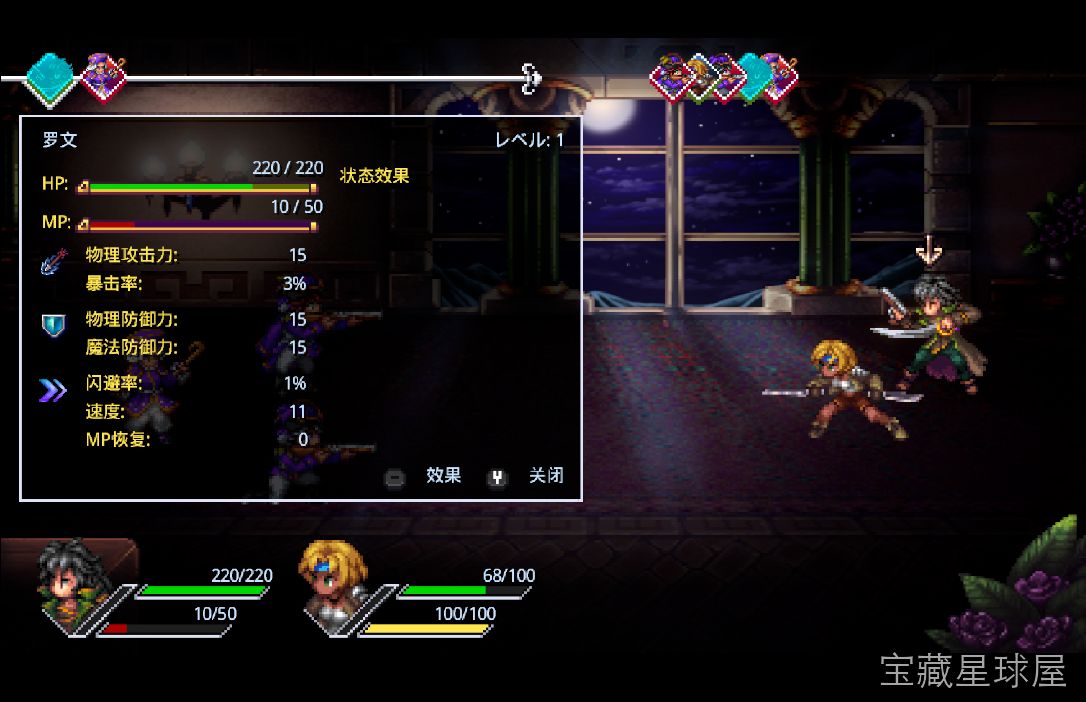 罗文 レベル: 1
HP: 220 / 220 状态效果
MP: 10 / 50
物理攻击力: 15
暴击率: 3%
物理防御力: 15
魔法防御力: 15
闪避率: 1%
速度: 11
MP恢复: 0
效果 Y 关闭
220/220
10/50
68/100
100/100
宝藏星球屋